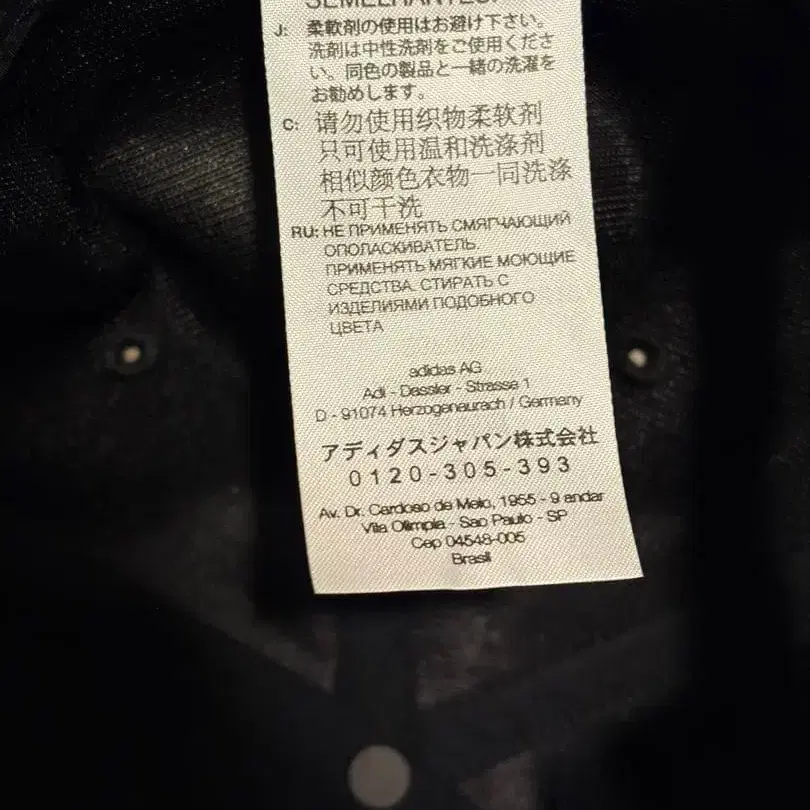 SEMELHANTES.
J: 柔軟剤の使用はお避け下さい。
洗剤は中性洗剤をご使用くださ
い。同色の製品と一緒の洗濯を
お勧めします。
C: 请勿使用织物柔软剂
只可使用温和洗涤剂
相似颜色衣物一同洗涤
不可干洗
RU: НЕ ПРИМЕНЯТЬ СМЯГЧАЮЩИЙ
ОПОЛАСКИВАТЕЛЬ.
ПРИМЕНЯТЬ МЯГКИЕ МОЮЩИЕ
СРЕДСТВА. СТИРАТЬ С
ИЗДЕЛИЯМИ ПОДОБНОГО
ЦВЕТА
adidas AG
Adi - Dassler - Strasse 1
D - 91074 Herzogenaurach / Germany
アディダスジャパン株式会社
0120-305-393
Av. Dr. Cardoso de Melo, 1955 - 9 andar
Vila Olimpia - Sao Paulo - SP
Cep 04548-005
Brasil